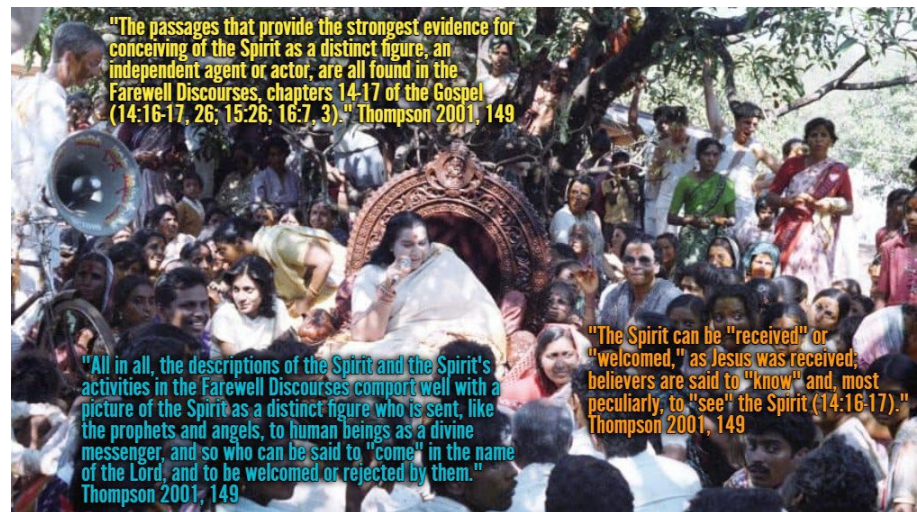 "The passages that provide the strongest evidence for
conceiving of the Spirit as a distinct figure, an
independent agent or actor, are all found in the
Farewell Discourses, chapters 14-17 of the Gospel
(14:16-17, 26; 15:26; 16:7, 3)." Thompson 2001, 149
"The Spirit can be "received" or
"welcomed," as Jesus was received;
believers are said to "know" and, most
peculiarly, to "see" the Spirit (14:16-17)."
Thompson 2001, 149
"All in all, the descriptions of the Spirit and the Spirit's
activities in the Farewell Discourses comport well with a
picture of the Spirit as a distinct figure who is sent, like
the prophets and angels, to human beings as a divine
messenger, and so who can be said to "come" in the name
of the Lord, and to be welcomed or rejected by them."
Thompson 2001, 149